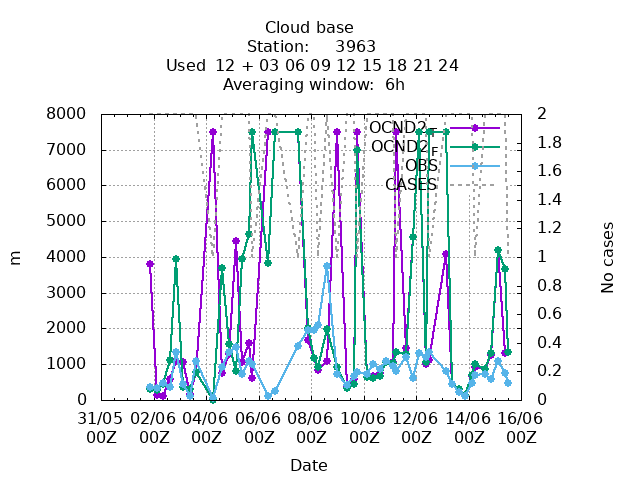 Cloud base
Station: 3963
Used 12 + 03 06 09 12 15 18 21 24
Averaging window: 6h
8000
7000
6000
5000
4000
3000
2000
1000
0
m
2
1.8
1.6
1.4
1.2
1
0.8
0.6
0.4
0.2
0
No cases
OCND2_T
OCND2_F
OBS
CASES
31/05 02/06 04/06 06/06 08/06 10/06 12/06 14/06 16/06
00Z 00Z 00Z 00Z 00Z 00Z 00Z 00Z 00Z
Date